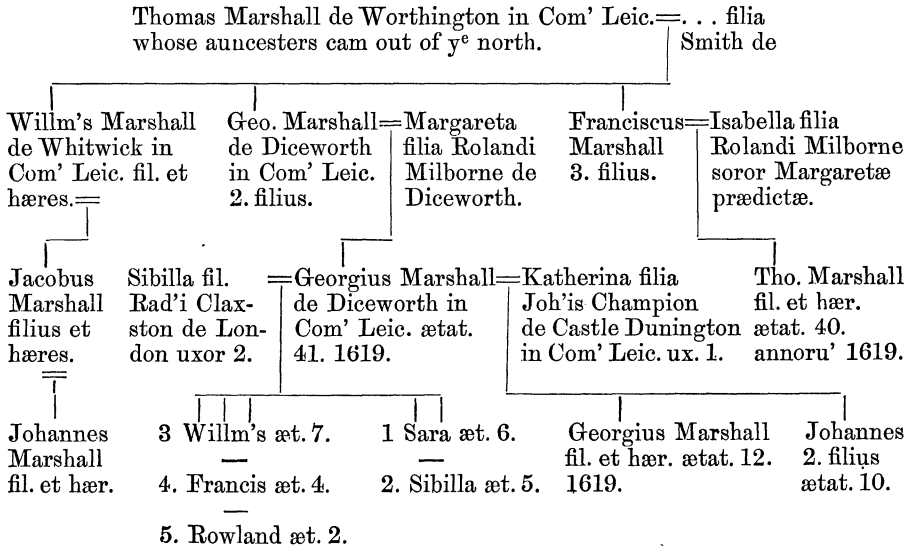 Thomas Marshall de Worthington in Com' Leic.=. . . filia
whose auncesters cam out of yᵉ north. Smith de
Willm's Marshall
de Whitwick in
Com' Leic. fil. et
hæres.=
Geo. Marshall=Margareta
de Diceworth filia Rolandi
in Com' Leic. Milborne de
2. filius. Diceworth.
Franciscus=Isabella filia
Marshall Rolandi Milborne
3. filius. soror Margaretæ
prædictæ.
Jacobus
Marshall
filius et
hæres.
=
Sibilla fil. =Georgius Marshall=Katherina filia
Rad'i Clax- de Diceworth in Joh'is Champion
ston de Lon- Com' Leic. ætat. de Castle Dunington
don uxor 2. 41. 1619. in Com' Leic. ux. 1.
Tho. Marshall
fil. et hær.
ætat. 40.
annoru' 1619.
Johannes
Marshall
fil. et hær.
3 Willm's æt. 7.
4. Francis æt. 4.
5. Rowland æt. 2.
1 Sara æt. 6.
2. Sibilla æt. 5.
Georgius Marshall
fil. et hær. ætat. 12.
1619.
Johannes
2. filius
ætat. 10.